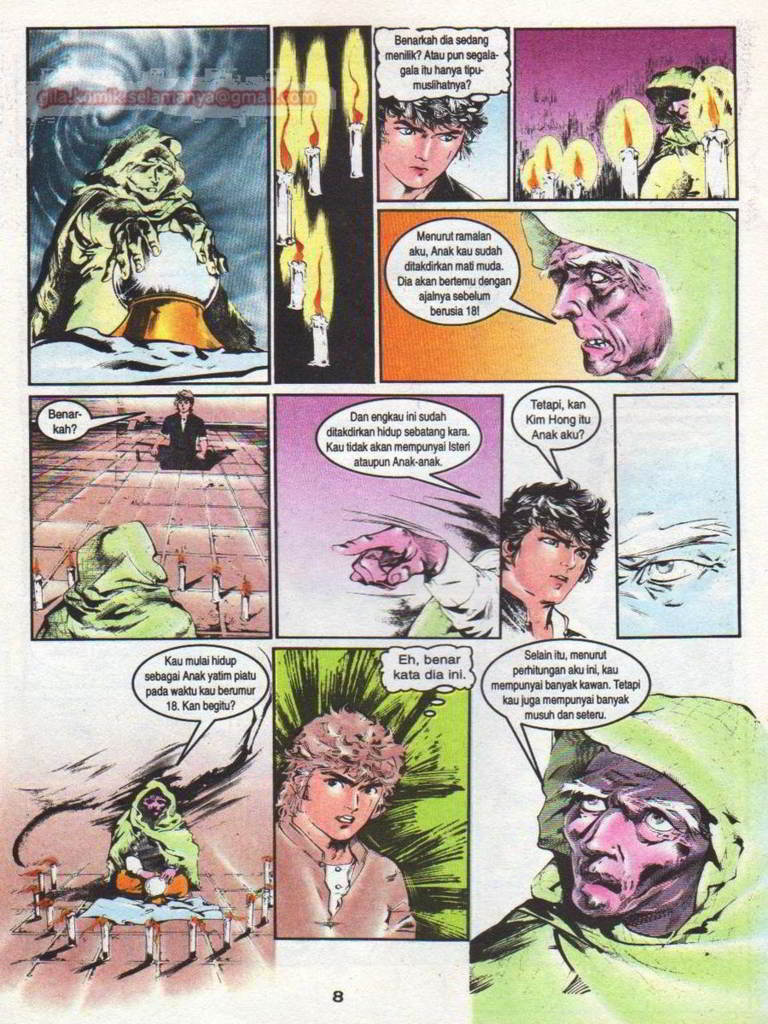 gila.komik.selamanya@gmail.com
Benarkah dia sedang
menilik? Atau pun segala-
gala itu hanya tipu-
muslihatnya?
Menurut ramalan
aku, Anak kau sudah
ditakdirkan mati muda.
Dia akan bertemu dengan
ajalnya sebelum
berusia 18!
Benar-
kah?
Dan engkau ini sudah
ditakdirkan hidup sebatang kara.
Kau tidak akan mempunyai Isteri
ataupun Anak-anak.
Tetapi, kan
Kim Hong itu
Anak aku?
Kau mulai hidup
sebagai Anak yatim piatu
pada waktu kau berumur
18. Kan begitu?
Eh, benar
kata dia ini.
Selain itu, menurut
perhitungan aku ini, kau
mempunyai banyak kawan. Tetapi
kau juga mempunyai banyak
musuh dan seteru.
8